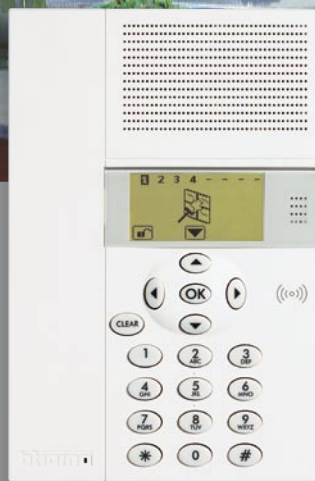 1 2 3 4 - - - -
OK
CLEAR
1 2 ABC 3 DEF
4 GHI 5 JKL 6 MNO
7 PQRS 8 TUV 9 WXYZ
* 0 #
bticino